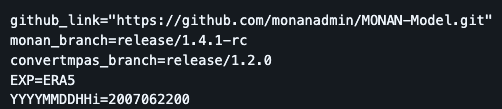 github_link="https://github.com/monanadmin/MONAN-Model.git"
monan_branch=release/1.4.1-rc
convertmpas_branch=release/1.2.0
EXP=ERA5
YYYYMMDDHHi=2007062200